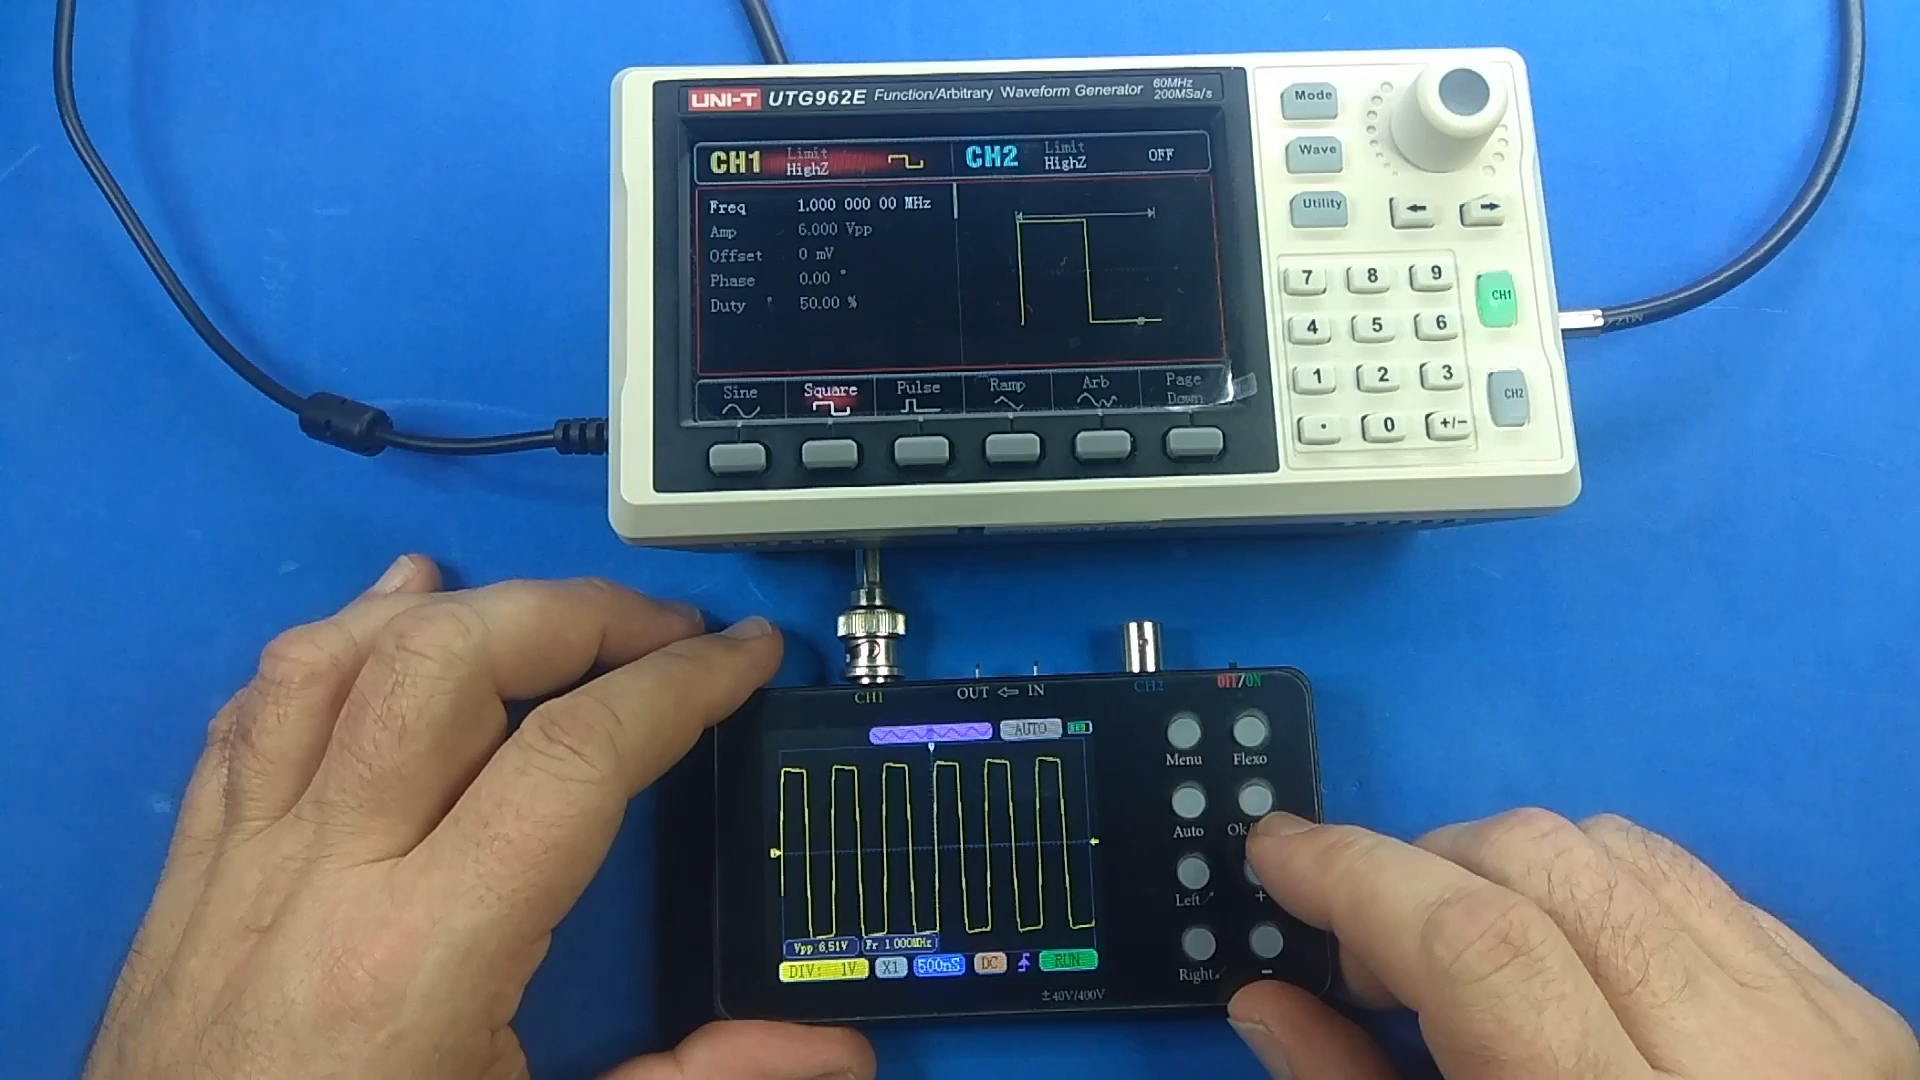 UNI-T UTG962E Function/Arbitrary Waveform Generator 60MHz 200MSa/s
CH1 Limit HighZ CH2 Limit HighZ OFF
Freq 1.000 000 00 MHz
Amp 6.000 Vpp
Offset 0 mV
Phase 0.00 °
Duty 50.00 %
Sine Square Pulse Ramp Arb Page Down
Mode
Wave
Utility
7 8 9
4 5 6
1 2 3
. 0 +/-
CH1
CH2
CH1 OUT IN CH2 OFF/ON
AUTO
Vpp:6.51V Fr 1.000MHz
DIV: 1V X1 500nS DC RUN
±40V/400V
Menu Flexo
Auto Ok/
Left +
Right -